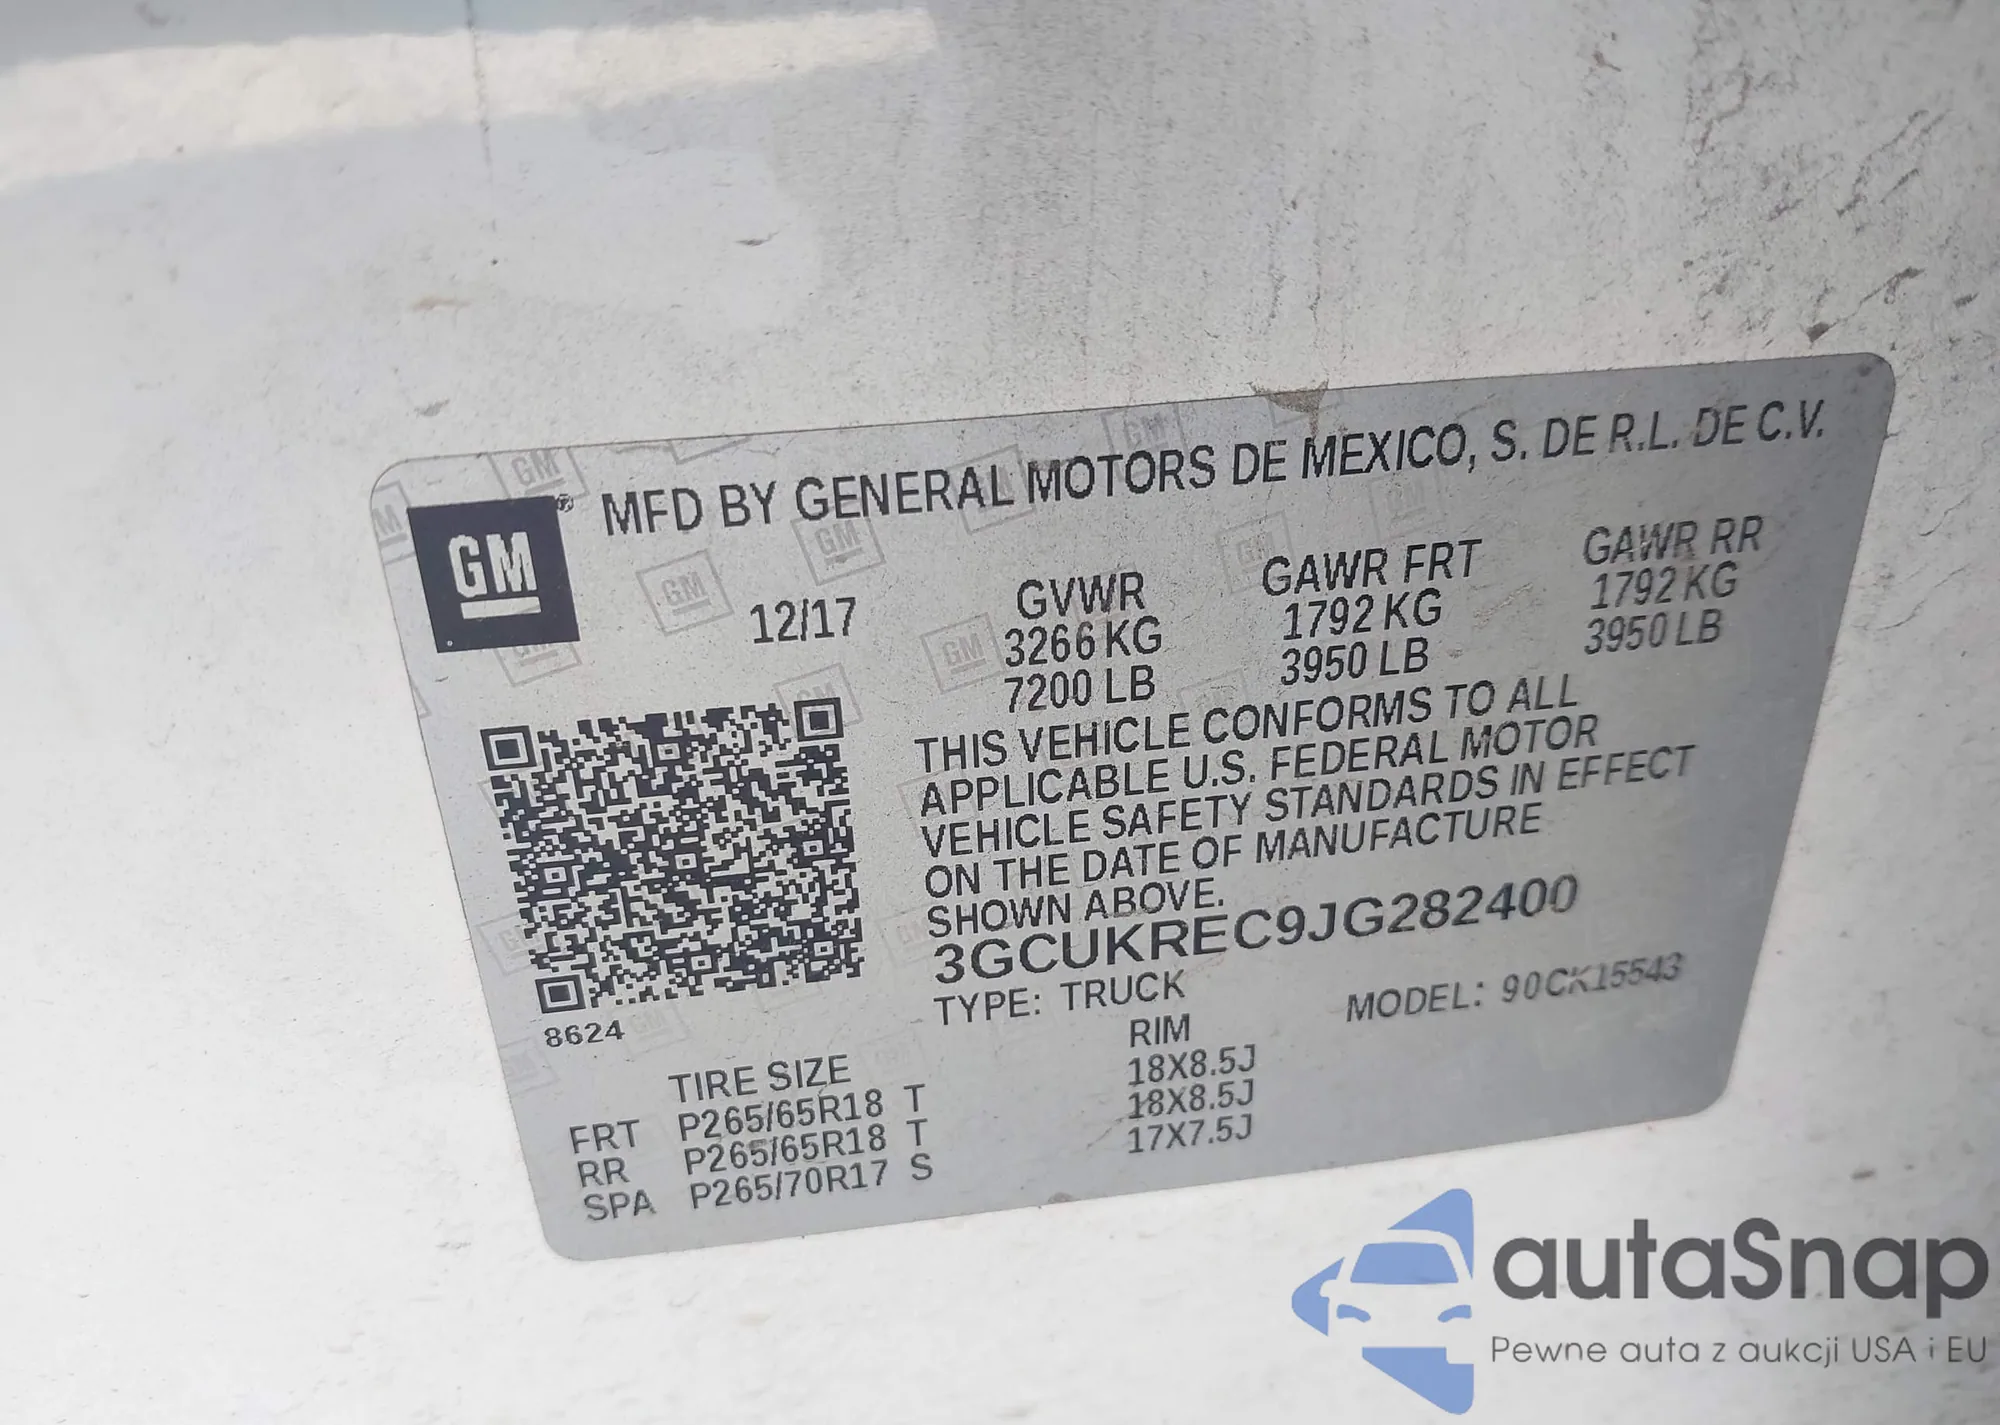 GM® MFD BY GENERAL MOTORS DE MEXICO, S. DE R.L. DE C.V.
12/17
GVWR
3266 KG
7200 LB
GAWR FRT
1792 KG
3950 LB
GAWR RR
1792 KG
3950 LB
THIS VEHICLE CONFORMS TO ALL
APPLICABLE U.S. FEDERAL MOTOR
VEHICLE SAFETY STANDARDS IN EFFECT
ON THE DATE OF MANUFACTURE
SHOWN ABOVE.
3GCUKREC9JG282400
TYPE: TRUCK MODEL: 90CK15543
8624
TIRE SIZE RIM
FRT P265/65R18 T 18X8.5J
RR P265/65R18 T 18X8.5J
SPA P265/70R17 S 17X7.5J
autaSnap
Pewne auta z aukcji USA i EU